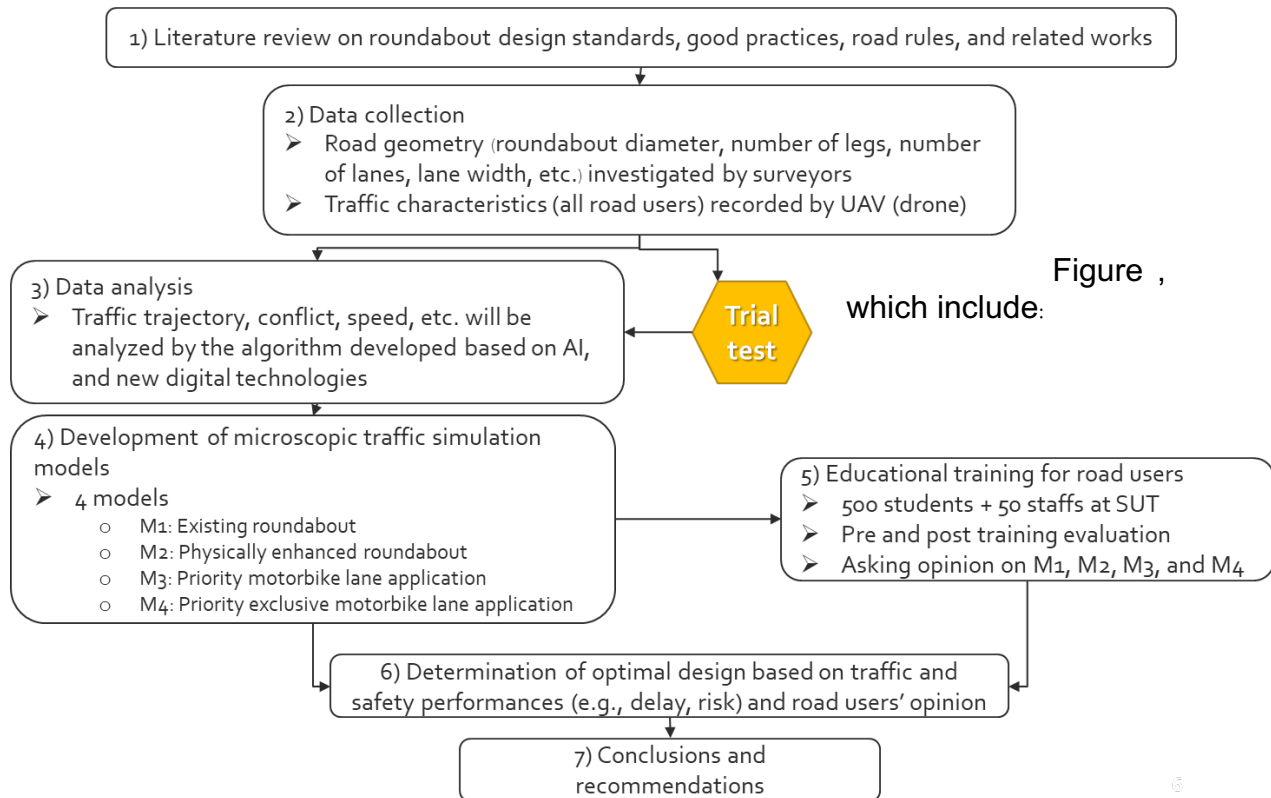 1) Literature review on roundabout design standards, good practices, road rules, and related works
2) Data collection
➢ Road geometry (roundabout diameter, number of legs, number
of lanes, lane width, etc.) investigated by surveyors
➢ Traffic characteristics (all road users) recorded by UAV (drone)
3) Data analysis
➢ Traffic trajectory, conflict, speed, etc. will be
analyzed by the algorithm developed based on AI,
and new digital technologies
Trial
test
Figure ,
which include:
4) Development of microscopic traffic simulation
models
➢ 4 models
o M1: Existing roundabout
o M2: Physically enhanced roundabout
o M3: Priority motorbike lane application
o M4: Priority exclusive motorbike lane application
5) Educational training for road users
➢ 500 students + 50 staffs at SUT
➢ Pre and post training evaluation
➢ Asking opinion on M1, M2, M3, and M4
6) Determination of optimal design based on traffic and
safety performances (e.g., delay, risk) and road users’ opinion
7) Conclusions and
recommendations
6